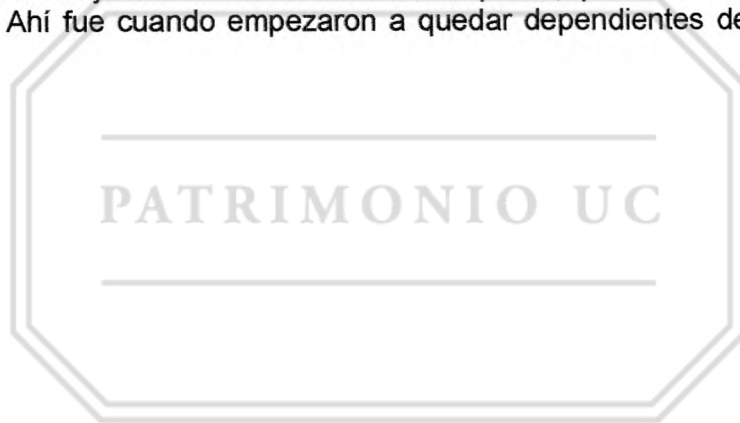 Ahí fue cuando empezaron a quedar dependientes de
PATRIMONIO UC